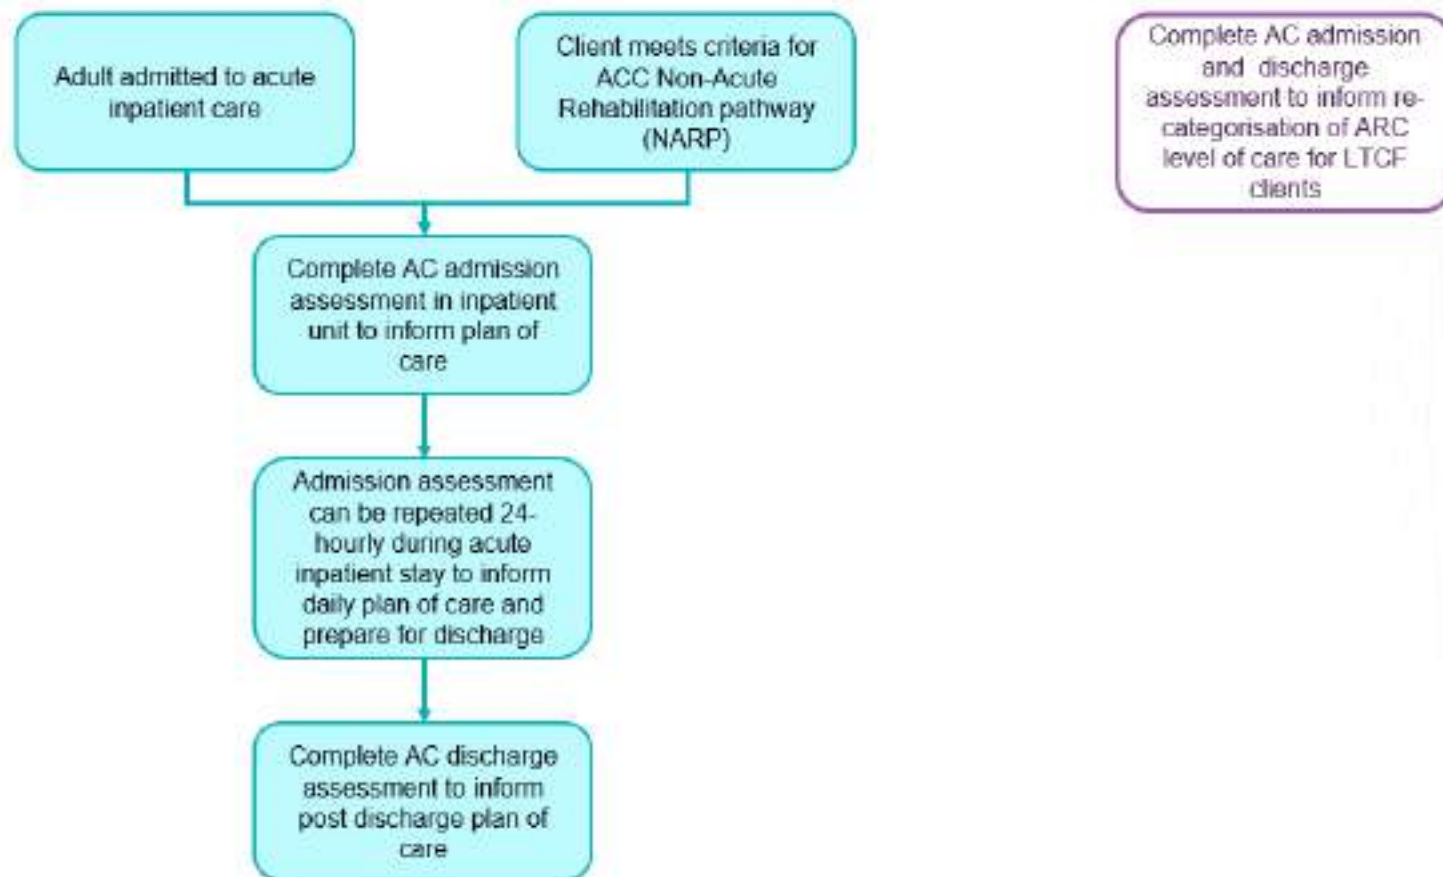 Adult admitted to acute
inpatient care
Client meets criteria for
ACC Non-Acute
Rehabilitation pathway
(NARP)
Complete AC admission
and discharge
assessment to inform re-
categorisation of ARC
level of care for LTCF
clients
Complete AC admission
assessment in inpatient
unit to inform plan of
care
Admission assessment
can be repeated 24-
hourly during acute
inpatient stay to inform
daily plan of care and
prepare for discharge
Complete AC discharge
assessment to inform
post discharge plan of
care